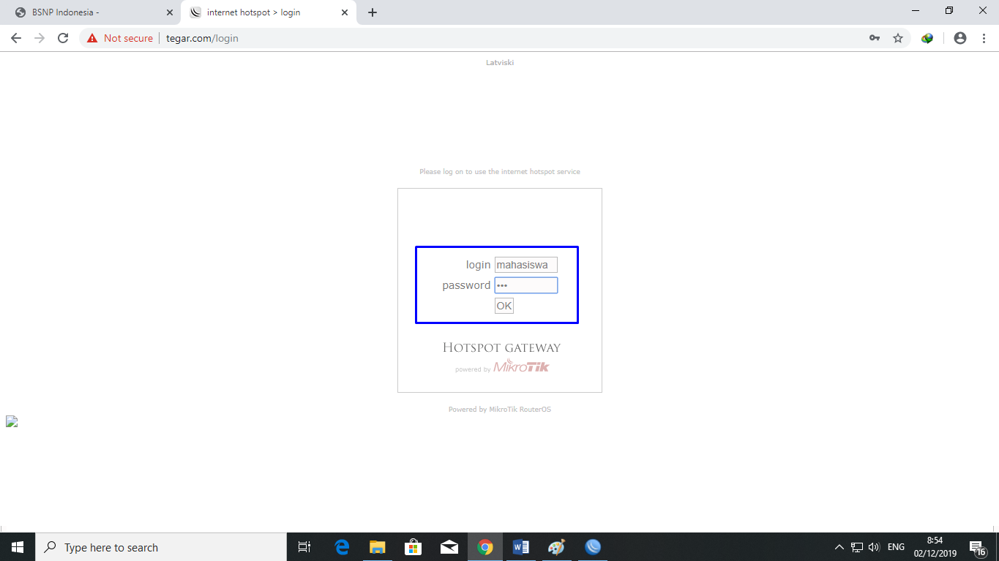 BSNP Indonesia -
internet hotspot > login
Not secure
tegar.com/login
Latviski
Please log on to use the internet hotspot service
login mahasiswa
password •••
OK
HOTSPOT GATEWAY
powered by MikroTik
Powered by MikroTik RouterOS
Type here to search
ENG
8:54
02/12/2019
16